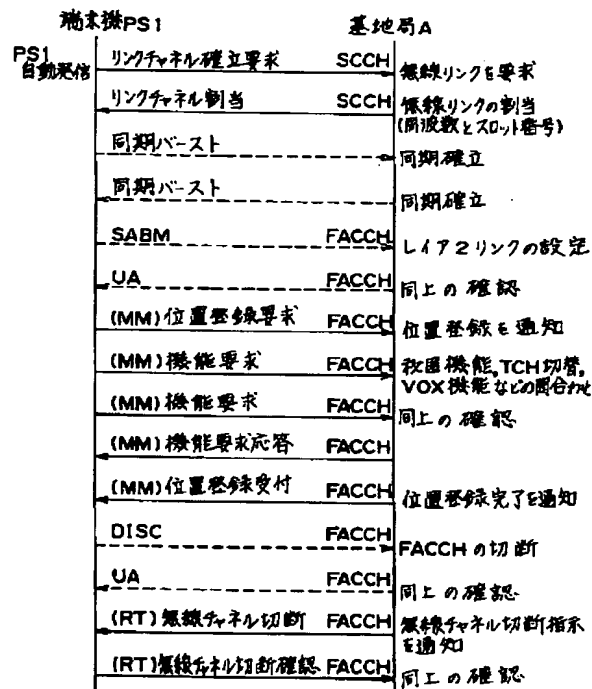 端末機PS1 基地局A
PS1
自動発信
リンクチャネル確立要求 SCCH 無線リンクを要求
リンクチャネル割当 SCCH 無線リンクの割当
(周波数とスロット番号)
同期バースト 同期確立
同期バースト 同期確立
SABM FACCH レイア2リンクの設定
UA FACCH 同上の確認
(MM)位置登録要求 FACCH 位置登録を通知
(MM)機能要求 FACCH 秘匿機能,TCH切替,
VOX機能などの問合わせ
(MM)機能要求 FACCH 同上の確認
(MM)機能要求応答 FACCH
(MM)位置登録受付 FACCH 位置登録完了を通知
DISC FACCH FACCHの切断
UA FACCH 同上の確認
(RT)無線チャネル切断 FACCH 無線チャネル切断指示
を通知
(RT)無線チャネル切断確認 FACCH 同上の確認